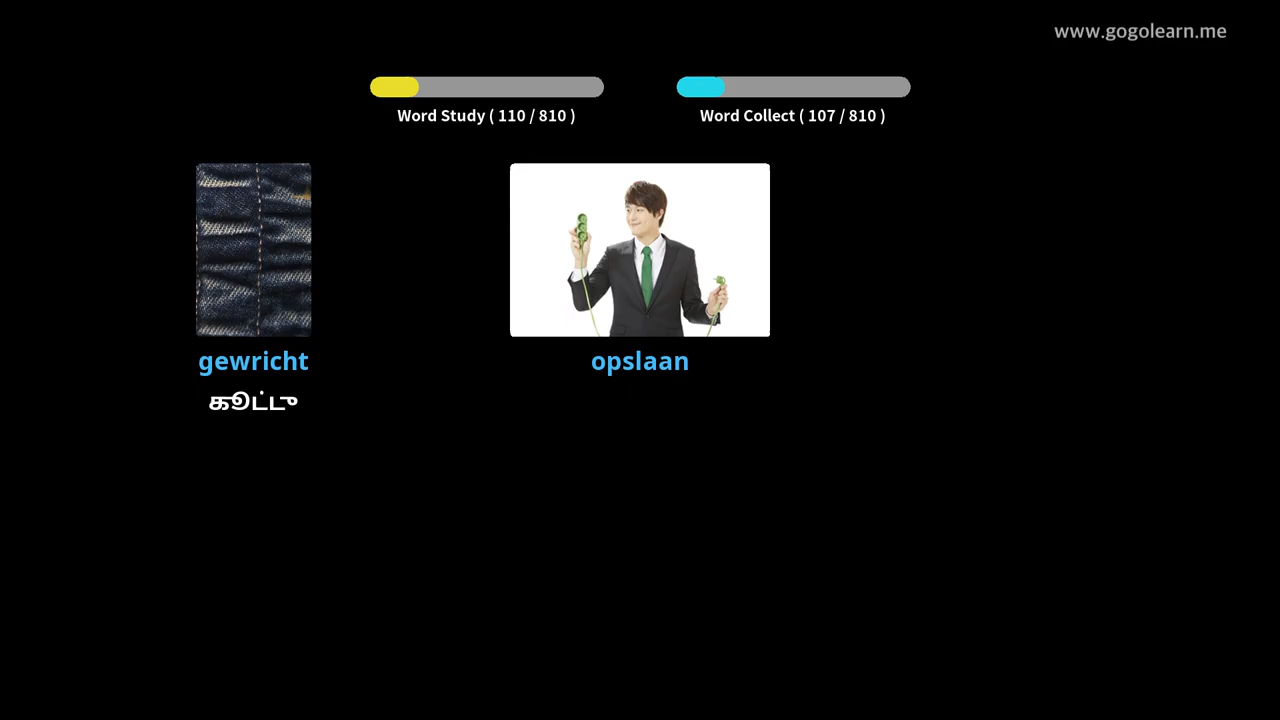 www.gogolearn.me
Word Study ( 110 / 810 )
Word Collect ( 107 / 810 )
gewricht
opslaan
கூட்டு